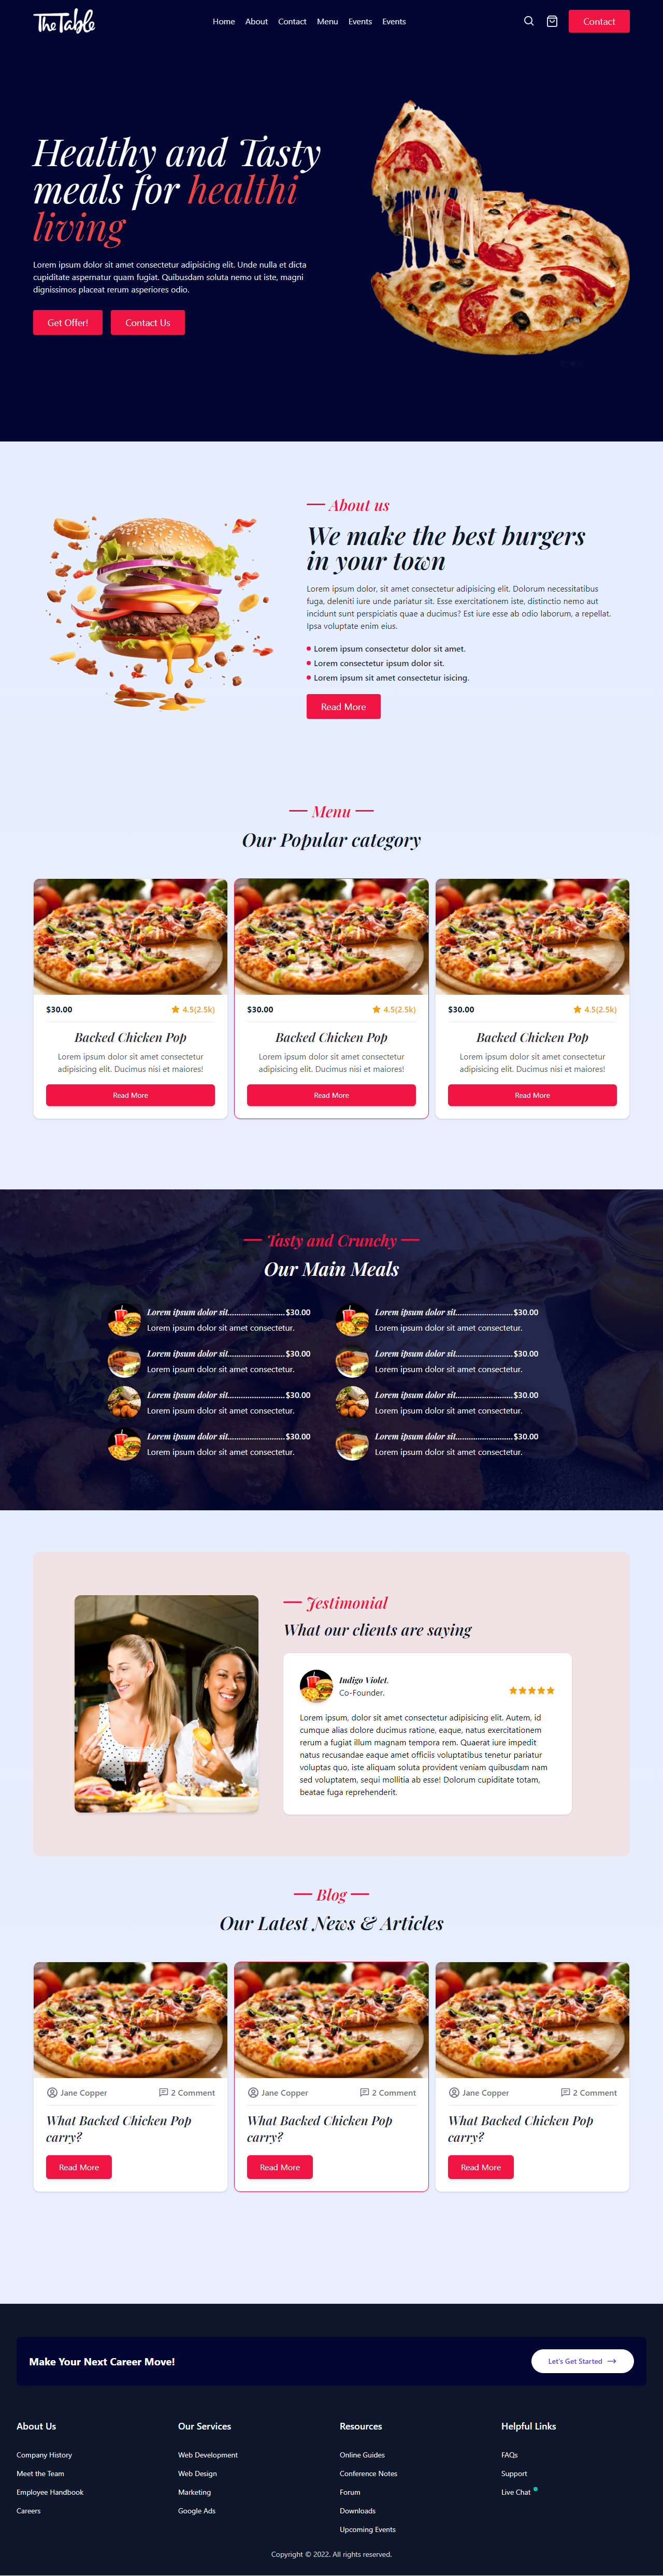 TheTable
Home About Contact Menu Events Events
Contact
Healthy and Tasty
meals for healthi
living
Lorem ipsum dolor sit amet consectetur adipisicing elit. Unde nulla et dicta
cupiditate aspernatur quam fugiat. Quibusdam soluta nemo ut iste, magni
dignissimos placeat rerum asperiores odio.
Get Offer! Contact Us
About us
We make the best burgers
in your town
Lorem ipsum dolor, sit amet consectetur adipisicing elit. Dolorum necessitatibus
fuga, deleniti iure unde pariatur sit. Esse exercitationem iste, distinctio nemo aut
incidunt sunt perspiciatis quae a ducimus? Est iure esse ab odio laborum, a repellat.
Ipsa voluptate enim eius.
Lorem ipsum consectetur dolor sit amet.
Lorem consectetur ipsum dolor sit.
Lorem ipsum sit amet consectetur isicing.
Read More
Menu
Our Popular category
$30.00 4.5(2.5k)
Backed Chicken Pop
Lorem ipsum dolor sit amet consectetur
adipisicing elit. Ducimus nisi et maiores!
Read More
$30.00 4.5(2.5k)
Backed Chicken Pop
Lorem ipsum dolor sit amet consectetur
adipisicing elit. Ducimus nisi et maiores!
Read More
$30.00 4.5(2.5k)
Backed Chicken Pop
Lorem ipsum dolor sit amet consectetur
adipisicing elit. Ducimus nisi et maiores!
Read More
Tasty and Crunchy
Our Main Meals
Lorem ipsum dolor sit..........................$30.00
Lorem ipsum dolor sit amet consectetur.
Lorem ipsum dolor sit..........................$30.00
Lorem ipsum dolor sit amet consectetur.
Lorem ipsum dolor sit..........................$30.00
Lorem ipsum dolor sit amet consectetur.
Lorem ipsum dolor sit..........................$30.00
Lorem ipsum dolor sit amet consectetur.
Lorem ipsum dolor sit..........................$30.00
Lorem ipsum dolor sit amet consectetur.
Lorem ipsum dolor sit..........................$30.00
Lorem ipsum dolor sit amet consectetur.
Lorem ipsum dolor sit..........................$30.00
Lorem ipsum dolor sit amet consectetur.
Lorem ipsum dolor sit..........................$30.00
Lorem ipsum dolor sit amet consectetur.
Jestimonial
What our clients are saying
Indigo Violet.
Co-Founder.
Lorem ipsum, dolor sit amet consectetur adipisicing elit. Autem, id
cumque alias dolore ducimus ratione, eaque, natus exercitationem
rerum a fugiat illum magnam tempora rem. Quaerat iure impedit
natus recusandae eaque amet officiis voluptatibus tenetur pariatur
voluptas quo, iste aliquam soluta provident veniam quibusdam nam
sed voluptatem, sequi mollitia ab esse! Dolorum cupiditate totam,
beatae fuga reprehenderit.
Blog
Our Latest News & Articles
Jane Copper 2 Comment
What Backed Chicken Pop
carry?
Read More
Jane Copper 2 Comment
What Backed Chicken Pop
carry?
Read More
Jane Copper 2 Comment
What Backed Chicken Pop
carry?
Read More
Make Your Next Career Move!
Let's Get Started
About Us
Company History
Meet the Team
Employee Handbook
Careers
Our Services
Web Development
Web Design
Marketing
Google Ads
Resources
Online Guides
Conference Notes
Forum
Downloads
Upcoming Events
Helpful Links
FAQs
Support
Live Chat
Copyright © 2022. All rights reserved.